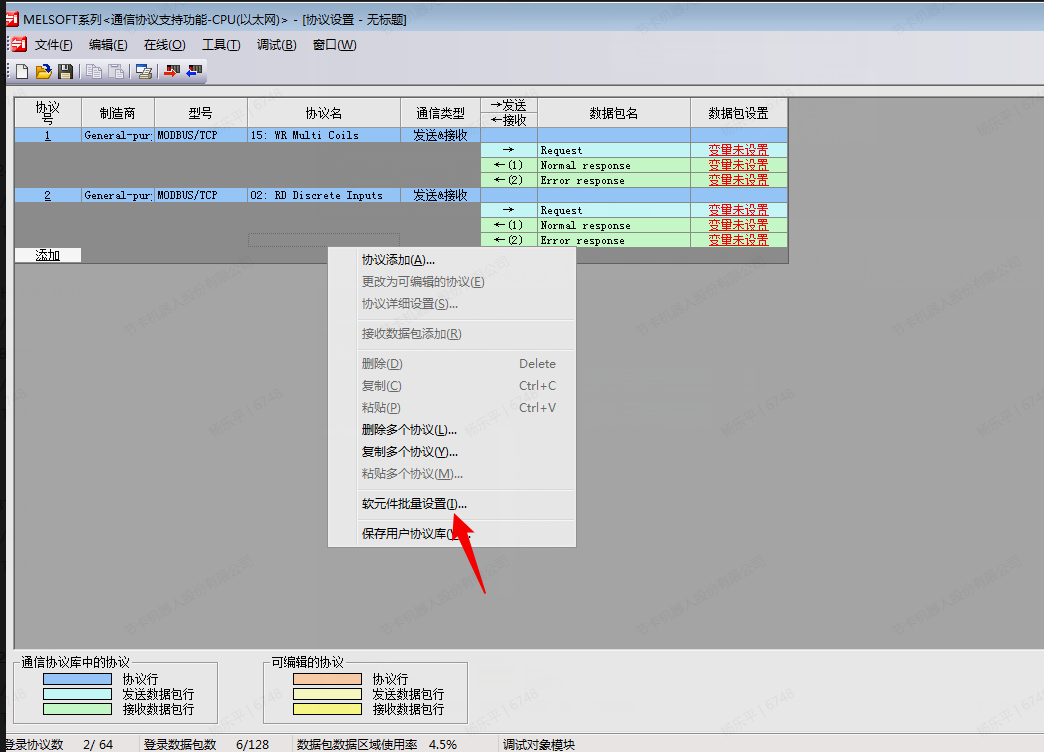 MELSOFT系列<通信协议支持功能-CPU(以太网)> - [协议设置 - 无标题]
文件(F) 编辑(E) 在线(O) 工具(T) 调试(B) 窗口(W)
协议号 制造商 型号 协议名 通信类型 →发送 ←接收 数据包名 数据包设置
1 General-pur MODBUS/TCP 15: WR Multi Coils 发送&接收
→ Request 变量未设置
←(1) Normal response 变量未设置
←(2) Error response 变量未设置
2 General-pur MODBUS/TCP 02: RD Discrete Inputs 发送&接收
→ Request 变量未设置
←(1) Normal response 变量未设置
←(2) Error response 变量未设置
添加
协议添加(A)...
更改为可编辑的协议(E)
协议详细设置(S)...
接收数据包添加(R)
删除(D) Delete
复制(C) Ctrl+C
粘贴(P) Ctrl+V
删除多个协议(L)...
复制多个协议(Y)...
粘贴多个协议(M)...
软元件批量设置(I)...
保存用户协议库
通信协议库中的协议 可编辑的协议
协议行 协议行
发送数据包行 发送数据包行
接收数据包行 接收数据包行
登录协议数 2/ 64 登录数据包数 6/128 数据包数据区域使用率 4.5% 调试对象模块